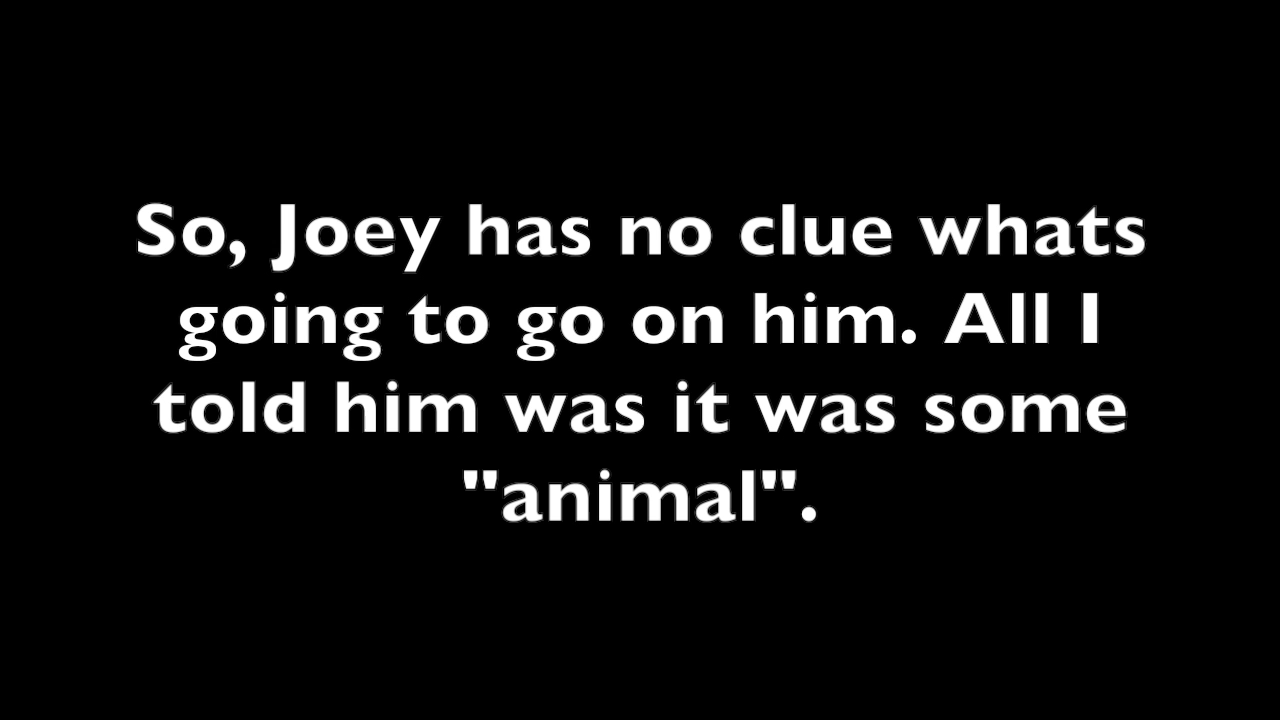 So, Joey has no clue whats
going to go on him. All I
told him was it was some
"animal".